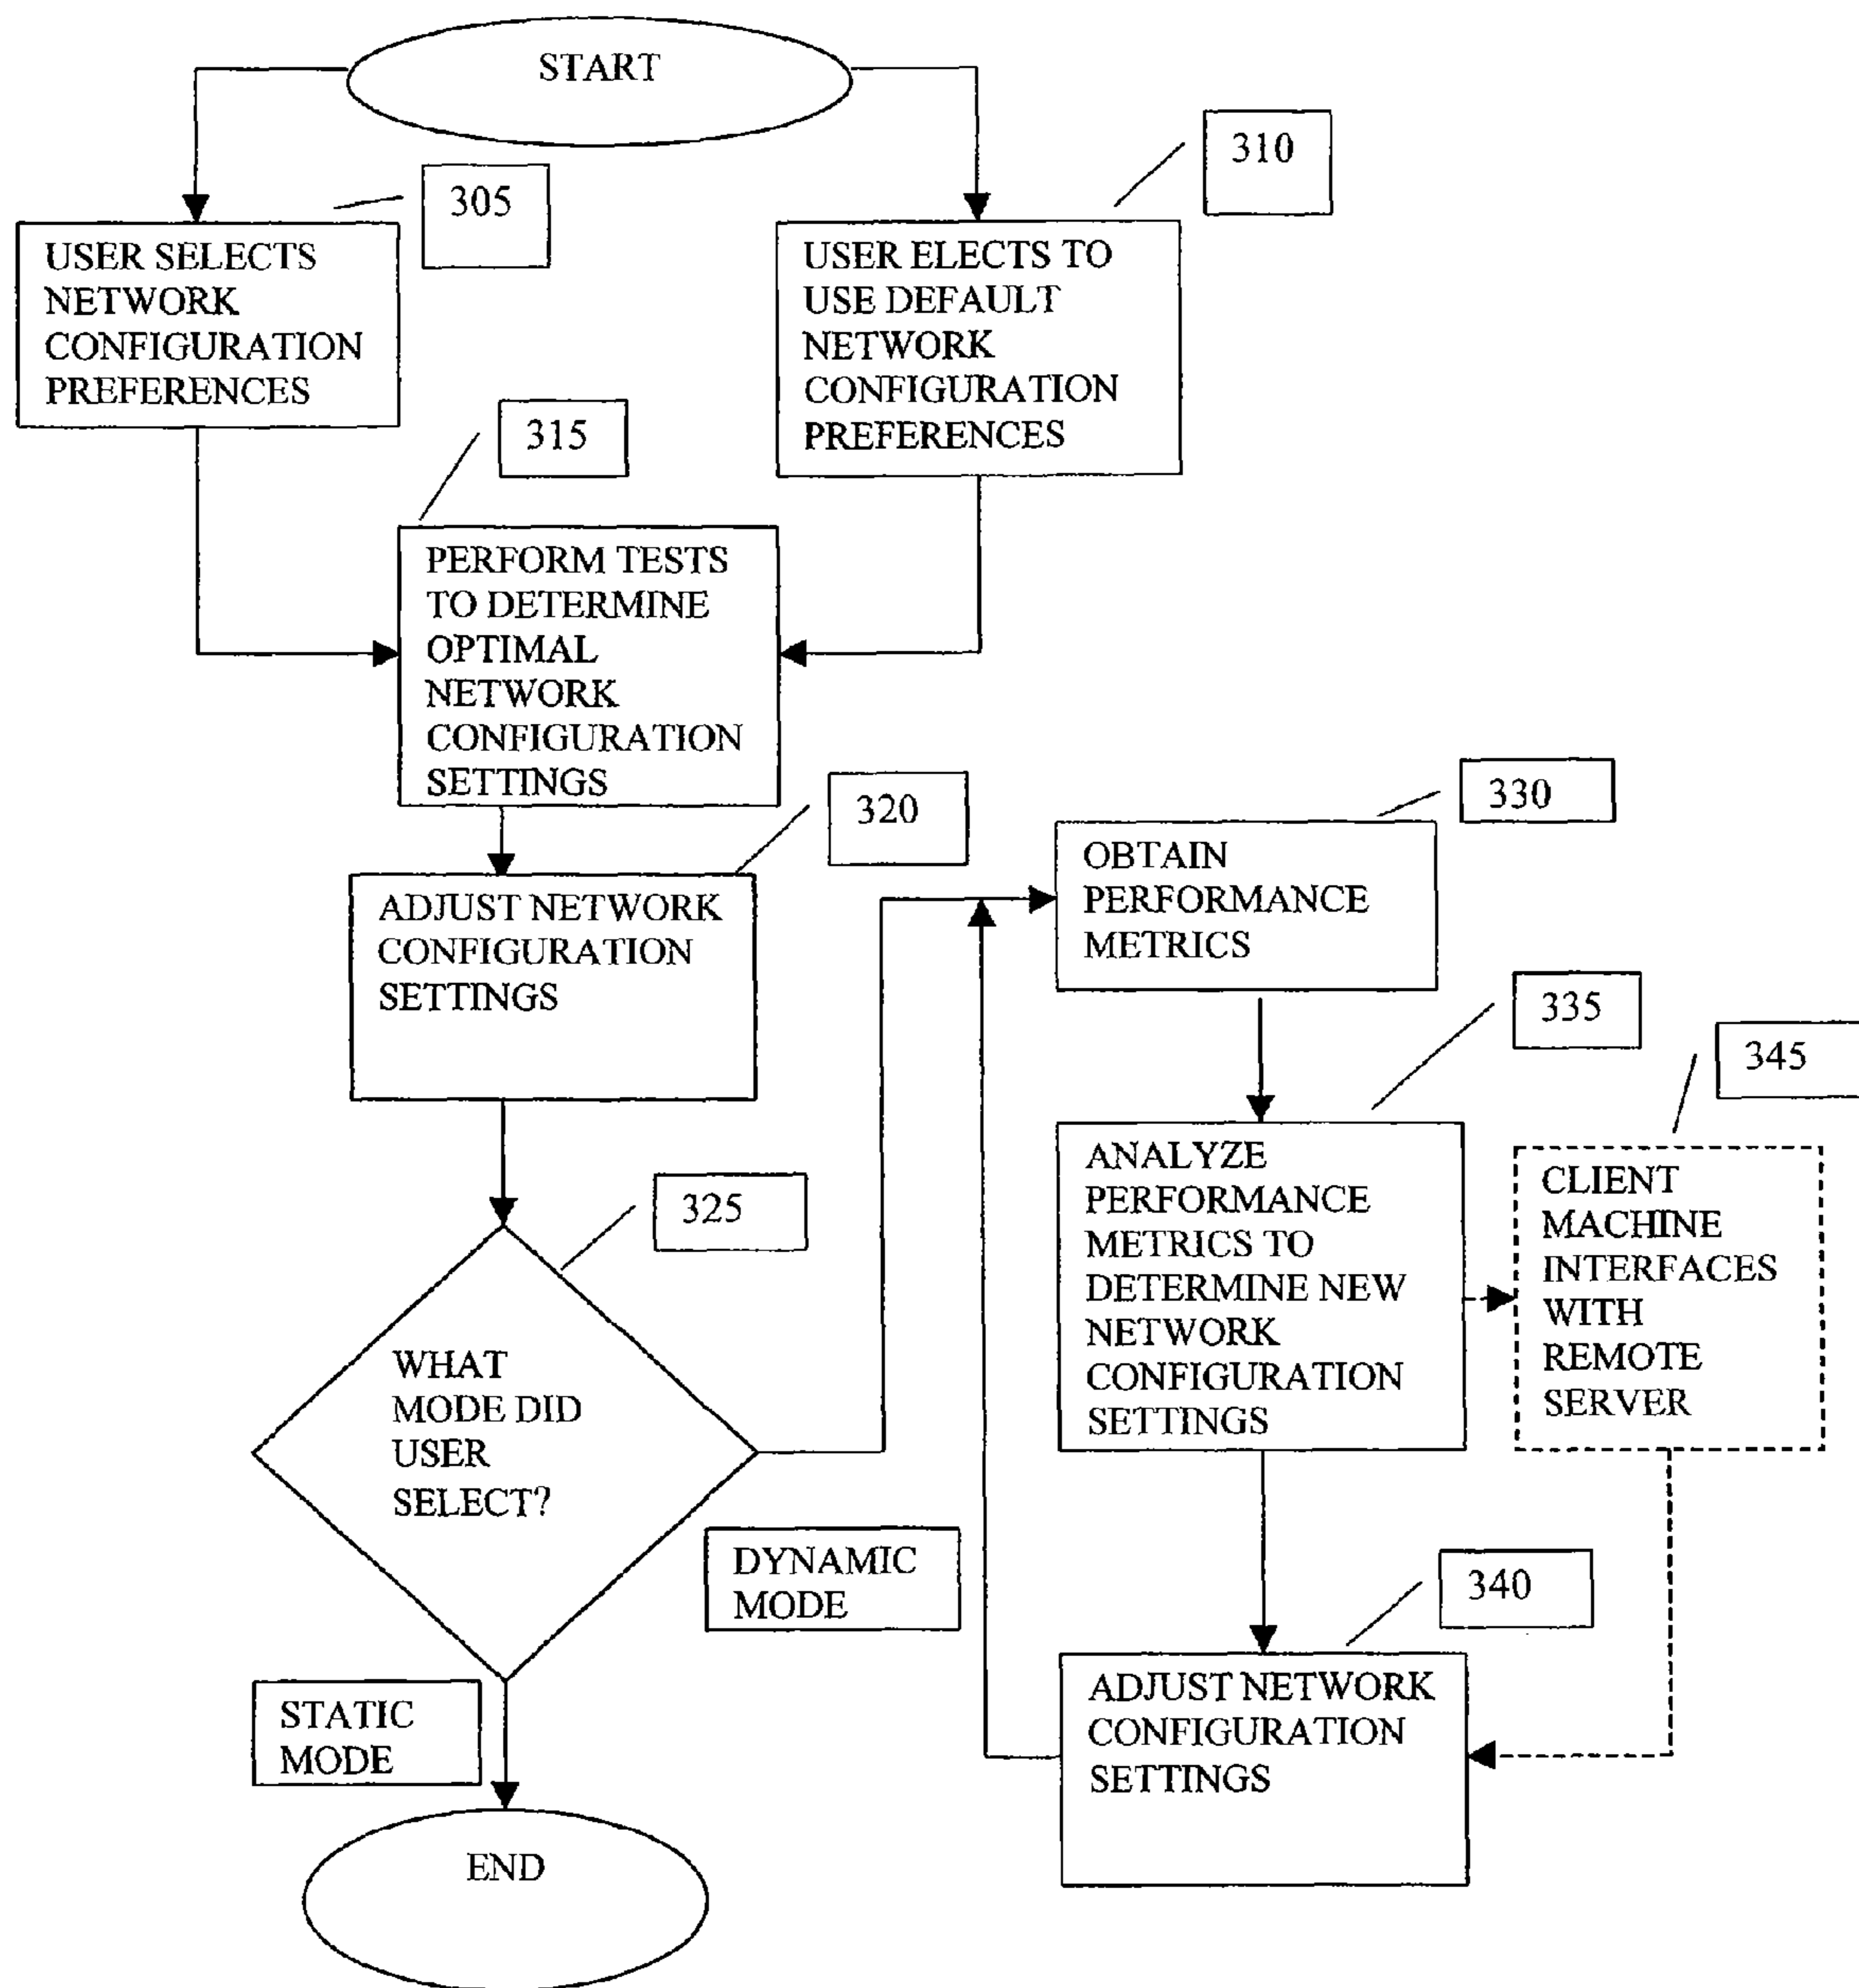 START
310
305
USER SELECTS
NETWORK
CONFIGURATION
PREFERENCES
USER ELECTS TO
USE DEFAULT
NETWORK
CONFIGURATION
PREFERENCES
315
PERFORM TESTS
TO DETERMINE
OPTIMAL
NETWORK
CONFIGURATION
SETTINGS
320
ADJUST NETWORK
CONFIGURATION
SETTINGS
325
WHAT
MODE DID
USER
SELECT?
DYNAMIC
MODE
STATIC
MODE
END
330
OBTAIN
PERFORMANCE
METRICS
335
ANALYZE
PERFORMANCE
METRICS TO
DETERMINE NEW
NETWORK
CONFIGURATION
SETTINGS
345
CLIENT
MACHINE
INTERFACES
WITH
REMOTE
SERVER
340
ADJUST NETWORK
CONFIGURATION
SETTINGS